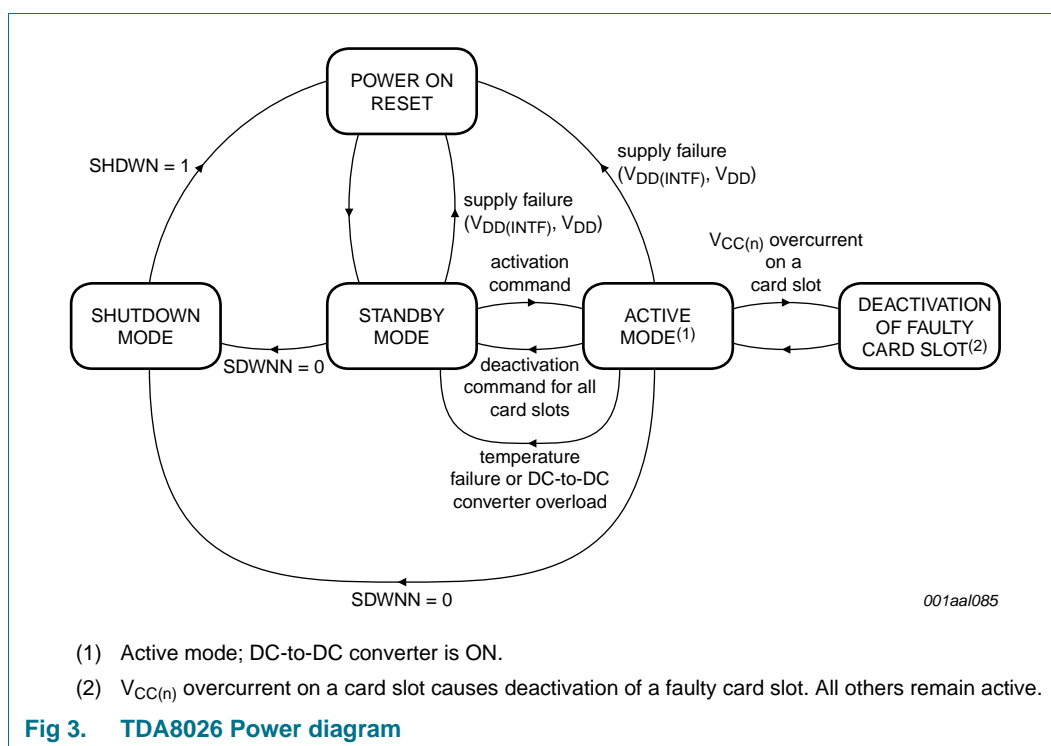 POWER ON
RESET
SHDWN = 1
supply failure
(VDD(INTF), VDD)
supply failure
(VDD(INTF), VDD)
activation
command
VCC(n) overcurrent
on a
card slot
SHUTDOWN
MODE
STANDBY
MODE
ACTIVE
MODE(1)
DEACTIVATION
OF FAULTY
CARD SLOT(2)
SDWNN = 0
deactivation
command for all
card slots
temperature
failure or DC-to-DC
converter overload
SDWNN = 0
001aal085
(1) Active mode; DC-to-DC converter is ON.
(2) VCC(n) overcurrent on a card slot causes deactivation of a faulty card slot. All others remain active.
Fig 3. TDA8026 Power diagram